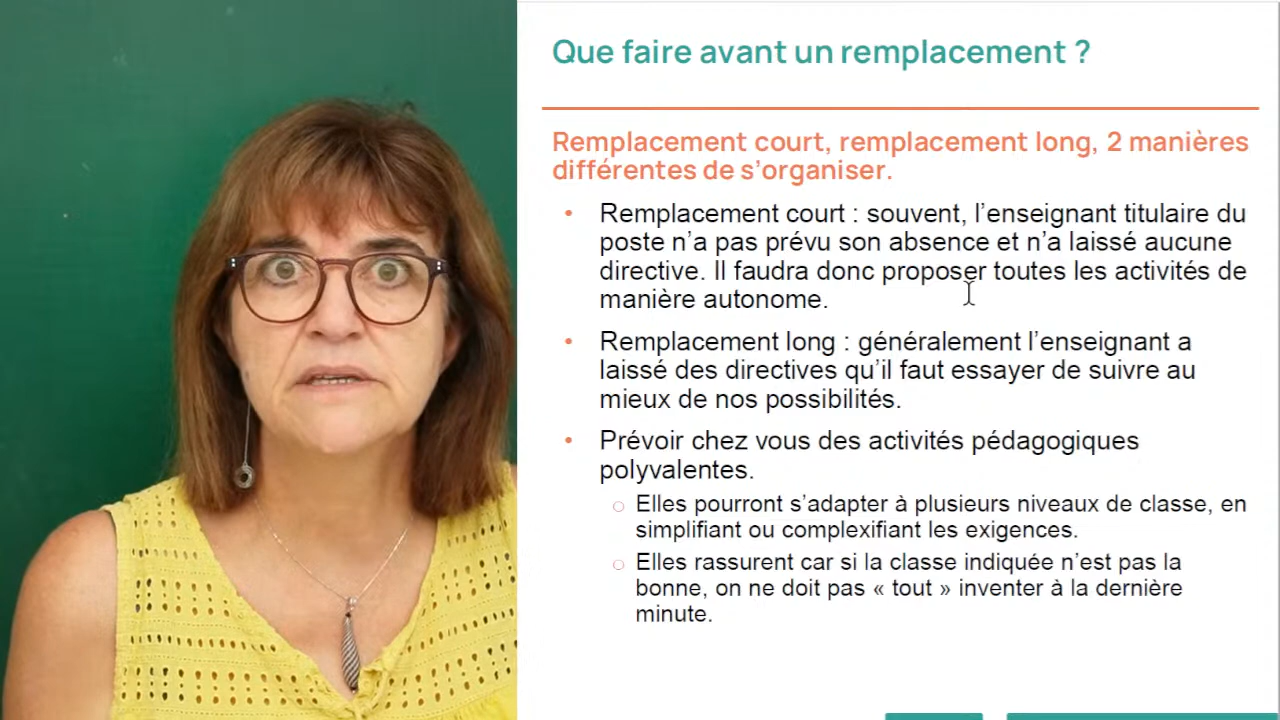 Que faire avant un remplacement ?
Remplacement court, remplacement long, 2 manières
différentes de s’organiser.
• Remplacement court : souvent, l’enseignant titulaire du
poste n’a pas prévu son absence et n’a laissé aucune
directive. Il faudra donc proposer toutes les activités de
manière autonome.
• Remplacement long : généralement l’enseignant a
laissé des directives qu’il faut essayer de suivre au
mieux de nos possibilités.
• Prévoir chez vous des activités pédagogiques
polyvalentes.
○ Elles pourront s’adapter à plusieurs niveaux de classe, en
simplifiant ou complexifiant les exigences.
○ Elles rassurent car si la classe indiquée n’est pas la
bonne, on ne doit pas « tout » inventer à la dernière
minute.